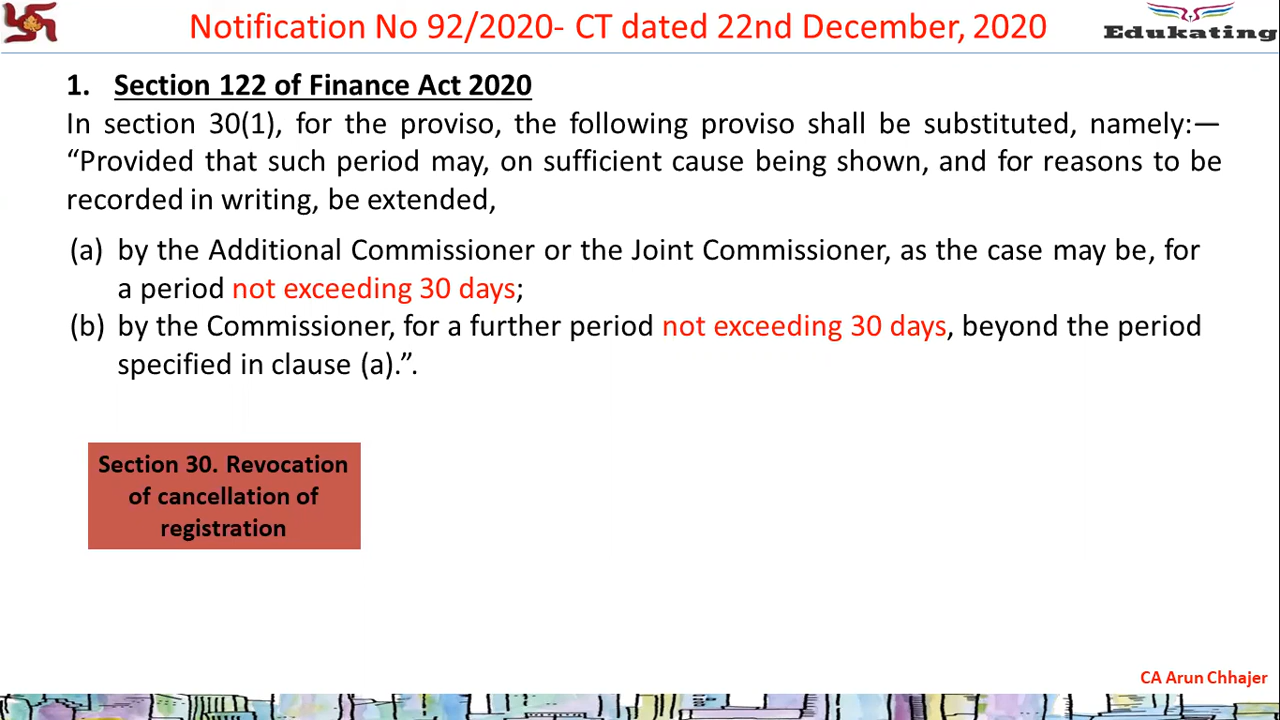 Notification No 92/2020- CT dated 22nd December, 2020
Edukating
1. Section 122 of Finance Act 2020
In section 30(1), for the proviso, the following proviso shall be substituted, namely:—
“Provided that such period may, on sufficient cause being shown, and for reasons to be
recorded in writing, be extended,
(a) by the Additional Commissioner or the Joint Commissioner, as the case may be, for
a period not exceeding 30 days;
(b) by the Commissioner, for a further period not exceeding 30 days, beyond the period
specified in clause (a).”.
Section 30. Revocation
of cancellation of
registration
CA Arun Chhajer